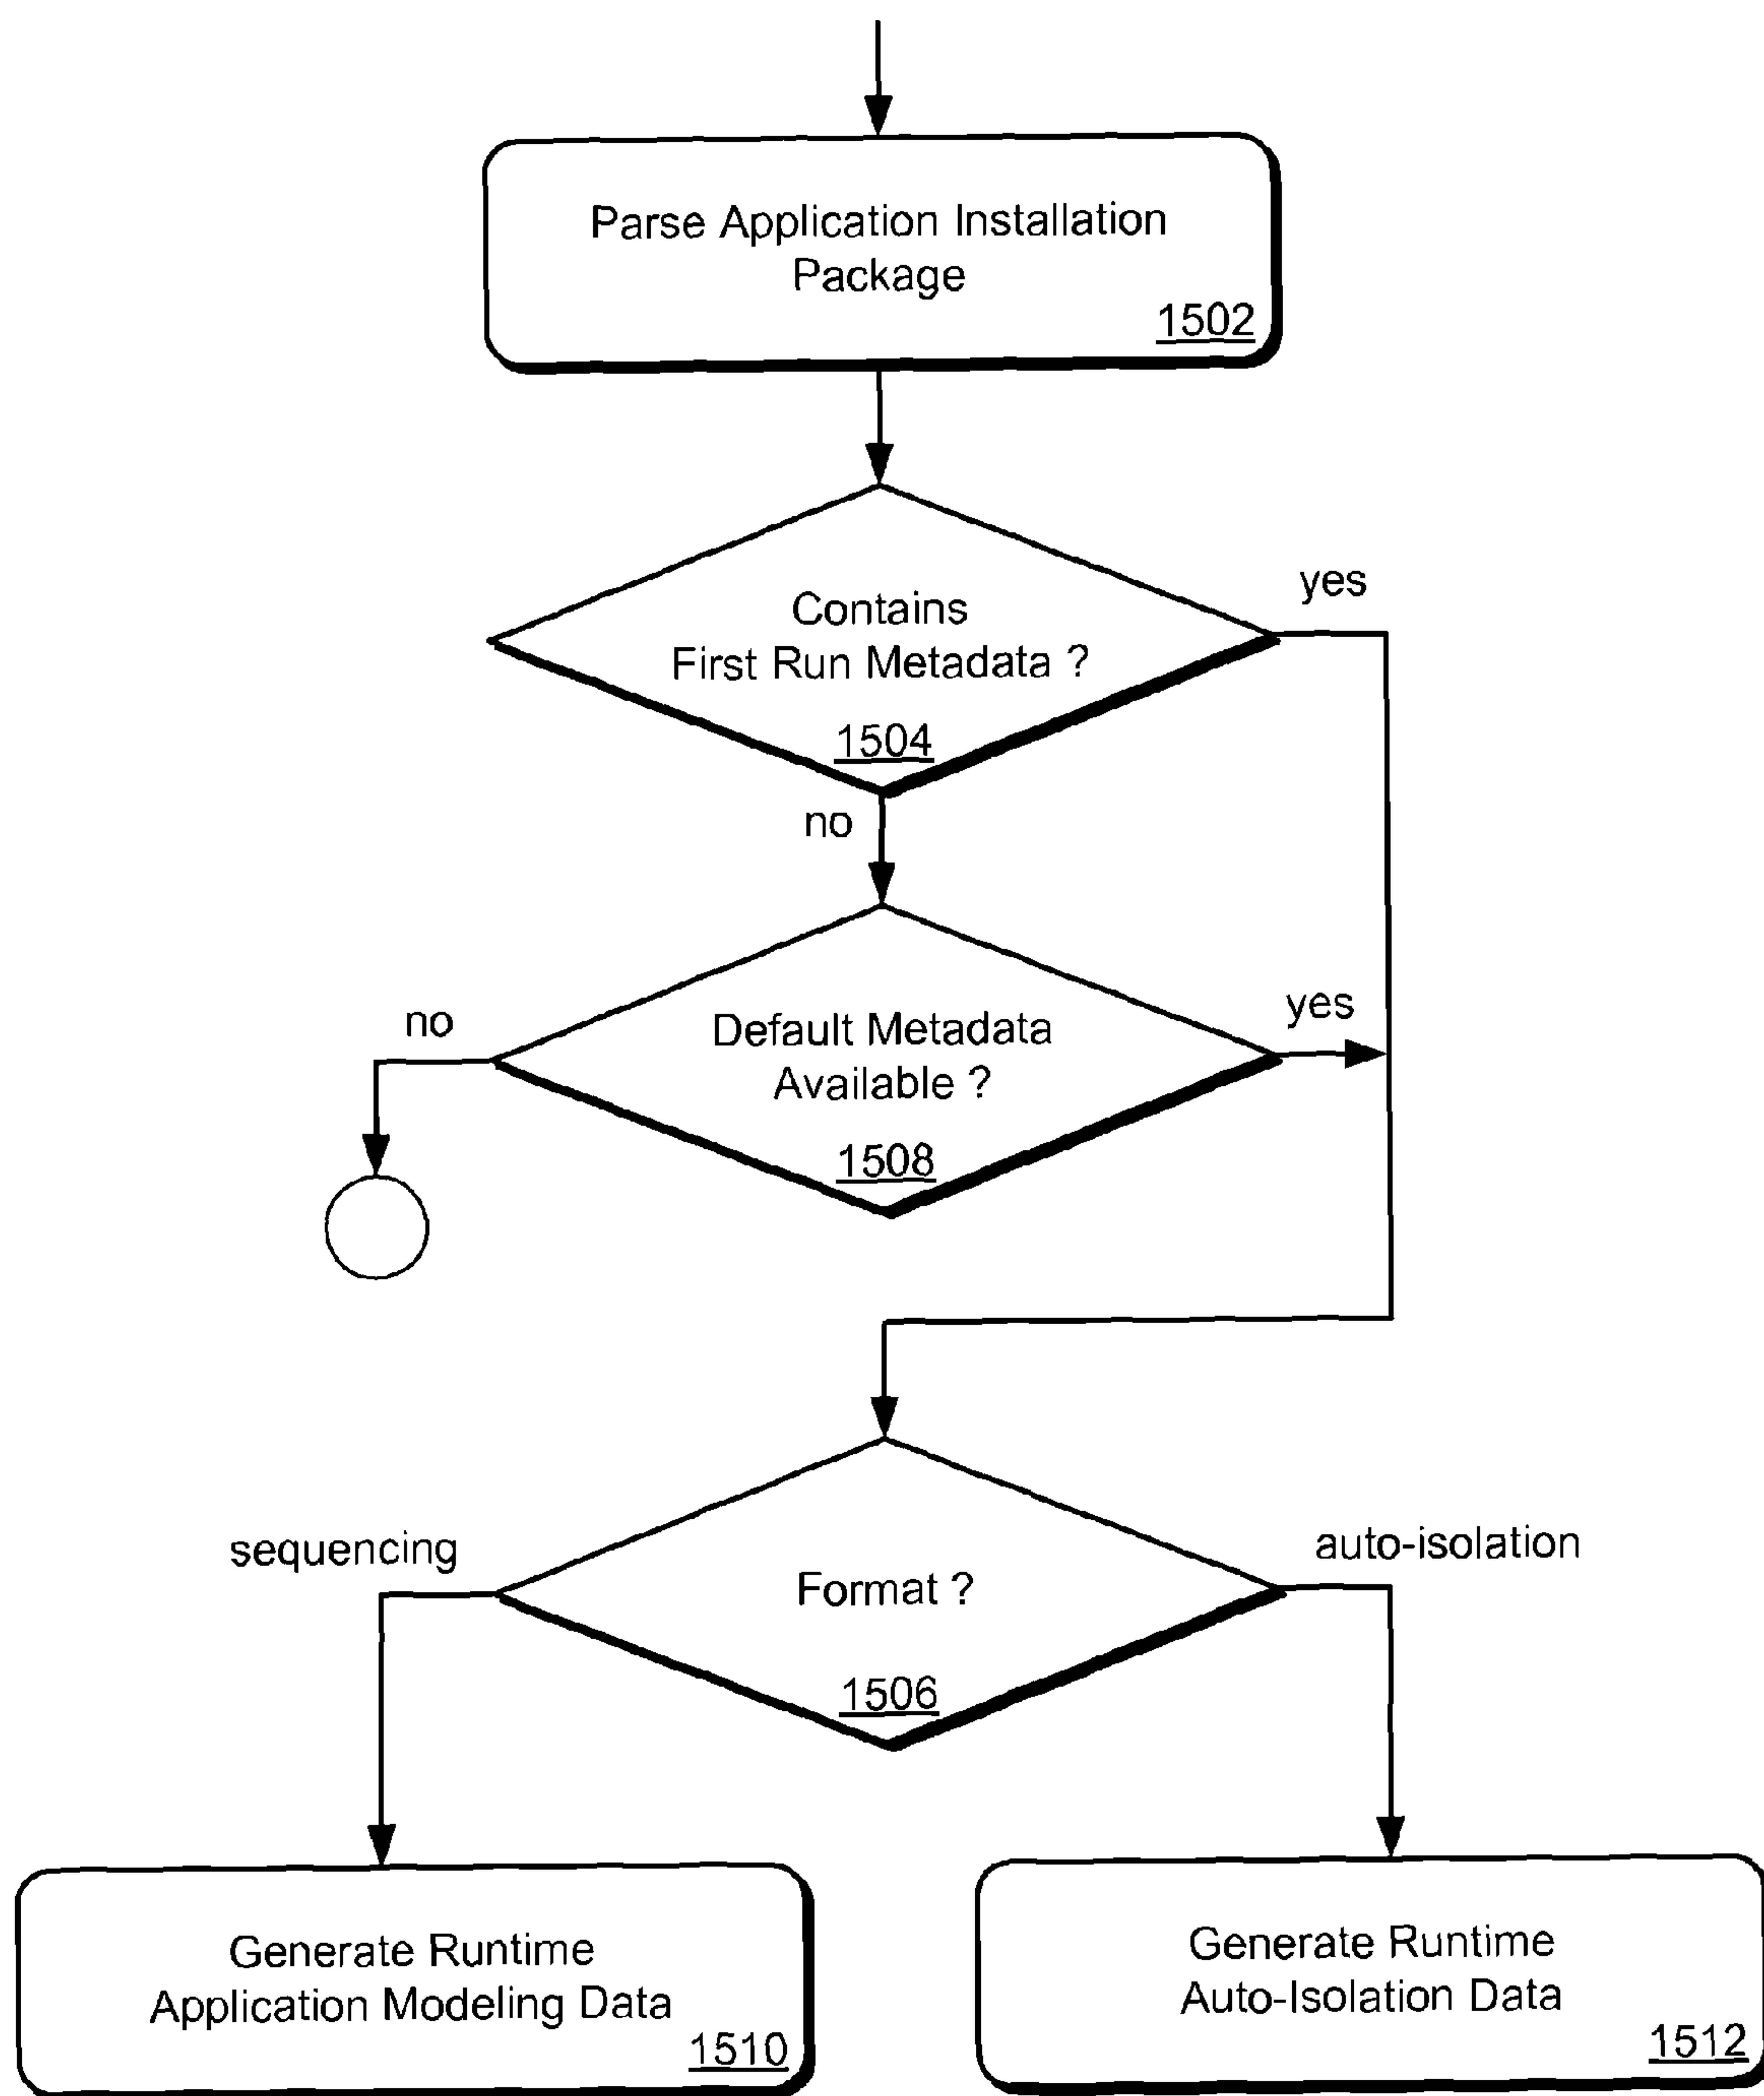 Parse Application Installation
Package
1502
yes
Contains
First Run Metadata ?
1504
no
no
Default Metadata
Available ?
yes
1508
sequencing
Format ?
auto-isolation
1506
Generate Runtime
Application Modeling Data
1510
Generate Runtime
Auto-Isolation Data
1512